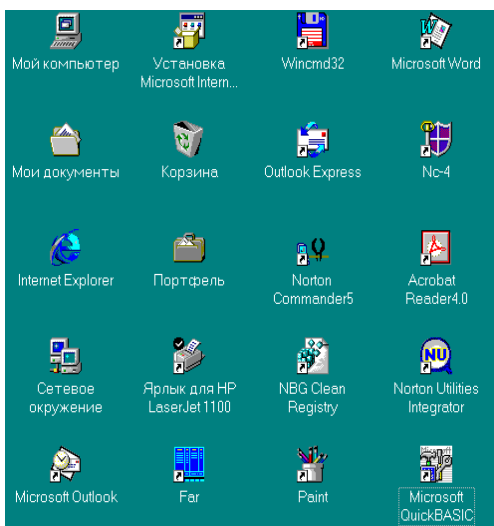 Мой компьютер
Установка
Microsoft Intern...
Wincmd32
Microsoft Word
Мои документы
Корзина
Outlook Express
Nc-4
Internet Explorer
Портфель
Norton
Commander5
Acrobat
Reader4.0
Сетевое
окружение
Ярлык для HP
LaserJet 1100
NBG Clean
Registry
NU
Norton Utilities
Integrator
Microsoft Outlook
Far
Paint
Microsoft
QuickBASIC